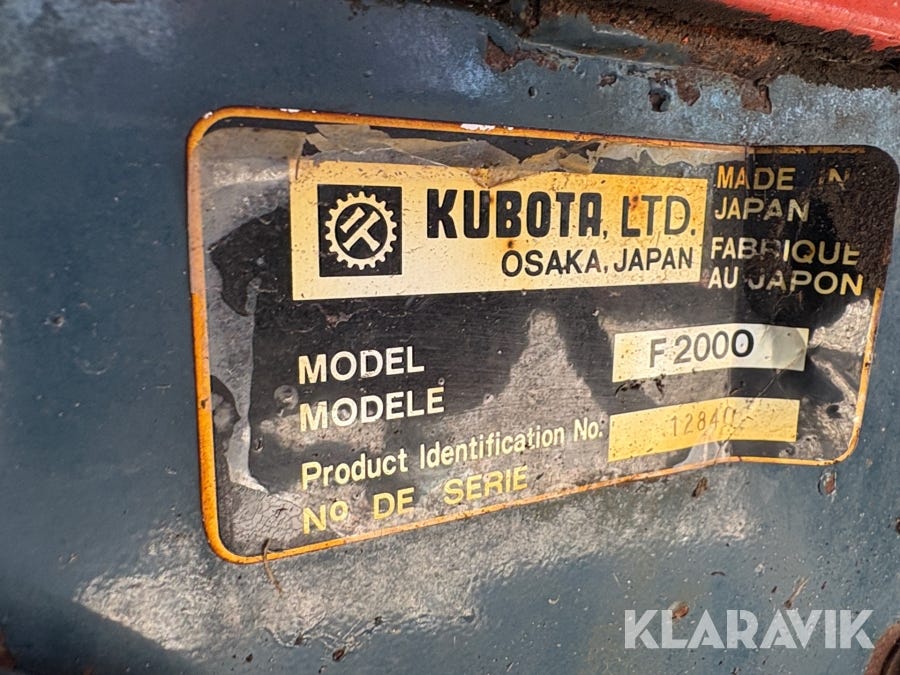 KUBOTA, LTD.
OSAKA, JAPAN
MADE IN
JAPAN
FABRIQUE
AU JAPON
MODEL
MODELE
F 2000
Product Identification No.
No DE SERIE
12840
KLARAVIK